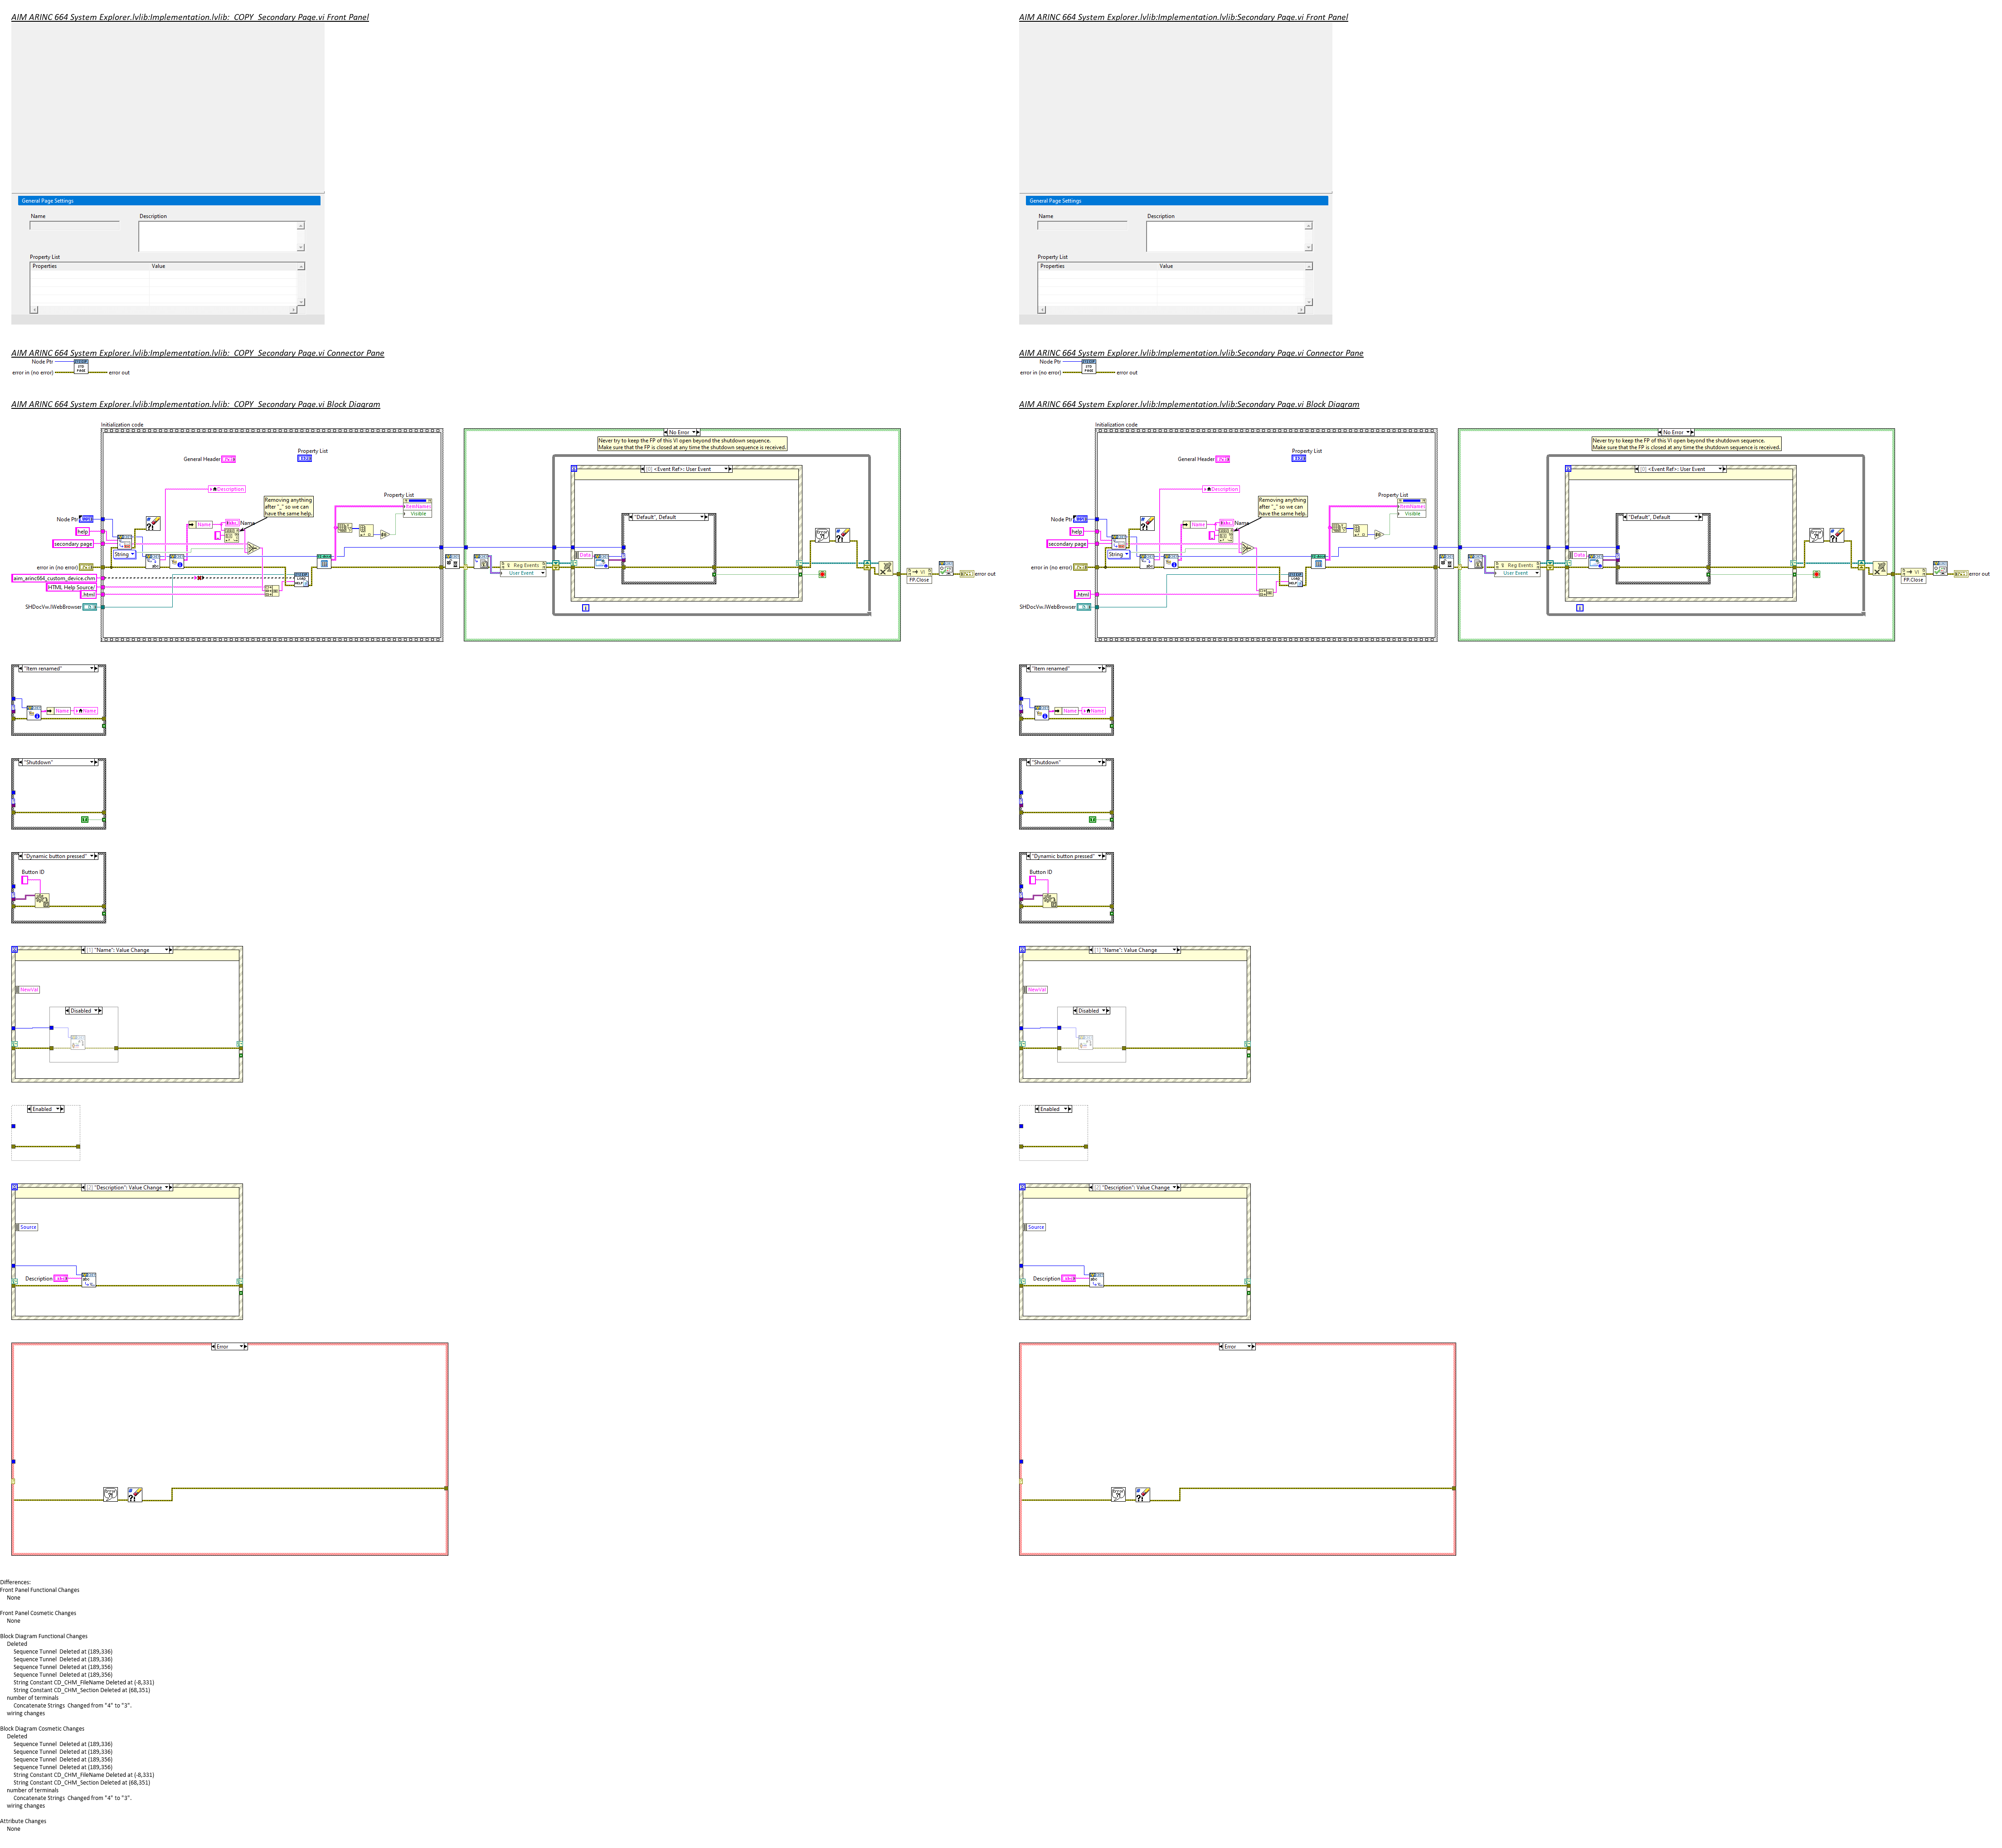 AIM ARINC 664 System Explorer.lvlib:Implementation.lvlib:_COPY_Secondary Page.vi Front Panel
General Page Settings
Name
Description
Property List
Properties
Value
AIM ARINC 664 System Explorer.lvlib:Implementation.lvlib:_COPY_Secondary Page.vi Connector Pane
Node Ptr
error in (no error)
error out
AIM ARINC 664 System Explorer.lvlib:Implementation.lvlib:_COPY_Secondary Page.vi Block Diagram
Initialization code
General Header
Property List
Description
Removing anything
after "_" so we can
have the same help.
Property List
ItemNames
Visible
Node Ptr
help
secondary page
String
Name
Name
error in (no error)
aim_arinc664_custom_device.chm
HTML Help Source/
.html
SHDocVw.IWebBrowser
No Error
Never try to keep the FP of this VI open beyond the shutdown sequence.
Make sure that the FP is closed at any time the shutdown sequence is received.
[0] <Event Ref>: User Event
"Default", Default
Data
Reg Events
User Event
VI
FP.Close
error out
"Item renamed"
Name
Name
"Shutdown"
"Dynamic button pressed"
Button ID
[1] "Name": Value Change
NewVal
Disabled
Enabled
[2] "Description": Value Change
Source
Description
Error
Differences:
Front Panel Functional Changes
None
Front Panel Cosmetic Changes
None
Block Diagram Functional Changes
Deleted
Sequence Tunnel  Deleted at (189,336)
Sequence Tunnel  Deleted at (189,336)
Sequence Tunnel  Deleted at (189,356)
Sequence Tunnel  Deleted at (189,356)
String Constant CD_CHM_FileName Deleted at (-8,331)
String Constant CD_CHM_Section Deleted at (68,351)
number of terminals
Concatenate Strings  Changed from "4" to "3".
wiring changes
Block Diagram Cosmetic Changes
Deleted
Sequence Tunnel  Deleted at (189,336)
Sequence Tunnel  Deleted at (189,336)
Sequence Tunnel  Deleted at (189,356)
Sequence Tunnel  Deleted at (189,356)
String Constant CD_CHM_FileName Deleted at (-8,331)
String Constant CD_CHM_Section Deleted at (68,351)
number of terminals
Concatenate Strings  Changed from "4" to "3".
wiring changes
Attribute Changes
None
AIM ARINC 664 System Explorer.lvlib:Implementation.lvlib:Secondary Page.vi Front Panel
General Page Settings
Name
Description
Property List
Properties
Value
AIM ARINC 664 System Explorer.lvlib:Implementation.lvlib:Secondary Page.vi Connector Pane
Node Ptr
error in (no error)
error out
AIM ARINC 664 System Explorer.lvlib:Implementation.lvlib:Secondary Page.vi Block Diagram
Initialization code
General Header
Property List
Description
Removing anything
after "_" so we can
have the same help.
Property List
ItemNames
Visible
Node Ptr
help
secondary page
String
Name
Name
error in (no error)
.html
SHDocVw.IWebBrowser
No Error
Never try to keep the FP of this VI open beyond the shutdown sequence.
Make sure that the FP is closed at any time the shutdown sequence is received.
[0] <Event Ref>: User Event
"Default", Default
Data
Reg Events
User Event
VI
FP.Close
error out
"Item renamed"
Name
Name
"Shutdown"
"Dynamic button pressed"
Button ID
[1] "Name": Value Change
NewVal
Disabled
Enabled
[2] "Description": Value Change
Source
Description
Error